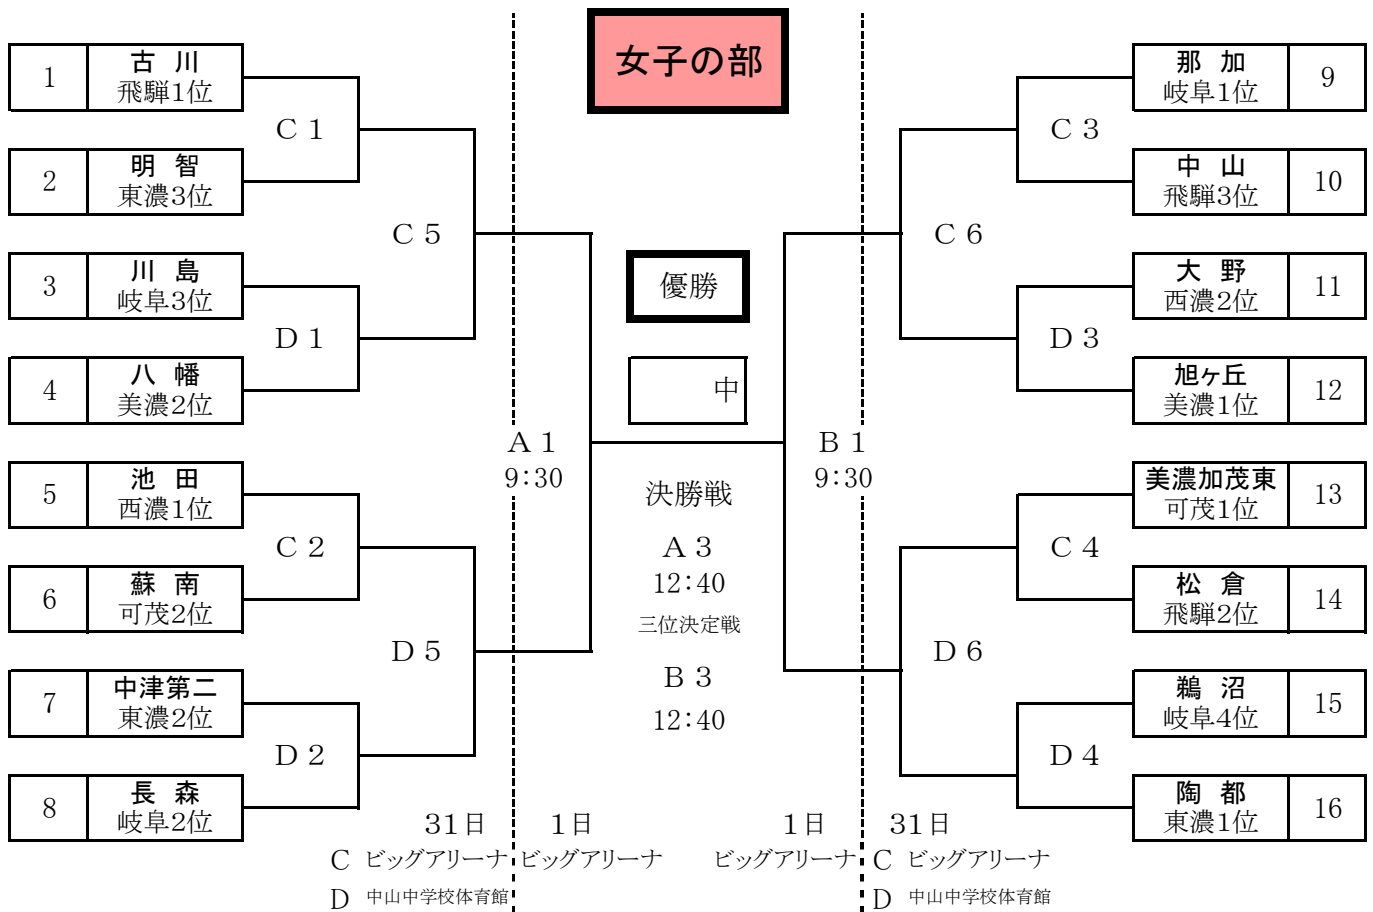 女子の部
1
古 川
飛騨1位
2
明 智
東濃3位
3
川 島
岐阜3位
4
八 幡
美濃2位
5
池 田
西濃1位
6
蘇 南
可茂2位
7
中津第二
東濃2位
8
長 森
岐阜2位
C 1
D 1
C 2
D 2
C 5
D 5
A 1
9:30
優勝
中
決勝戦
A 3
12:40
三位決定戦
B 3
12:40
B 1
9:30
C 6
D 6
C 3
D 3
C 4
D 4
那 加
岐阜1位
9
中 山
飛騨3位
10
大 野
西濃2位
11
旭ヶ丘
美濃1位
12
美濃加茂東
可茂1位
13
松 倉
飛騨2位
14
鵜 沼
岐阜4位
15
陶 都
東濃1位
16
31日 1日 1日 31日
C ビッグアリーナ ビッグアリーナ ビッグアリーナ C ビッグアリーナ
D 中山中学校体育館 D 中山中学校体育館